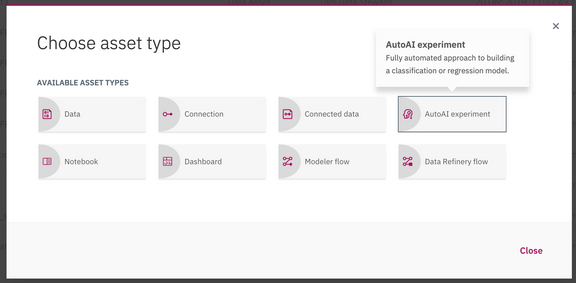 Choose asset type
AutoAI experiment
Fully automated approach to building
a classification or regression model.
AVAILABLE ASSET TYPES
Data
Connection
Connected data
AutoAI experiment
Notebook
Dashboard
Modeler flow
Data Refinery flow
Close